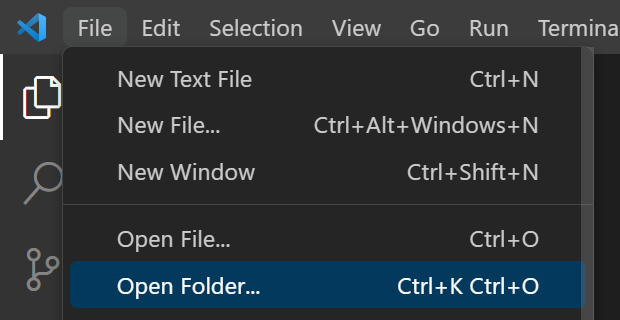 File Edit Selection View Go Run Termina
New Text File Ctrl+N
New File... Ctrl+Alt+Windows+N
New Window Ctrl+Shift+N
Open File... Ctrl+O
Open Folder... Ctrl+K Ctrl+O